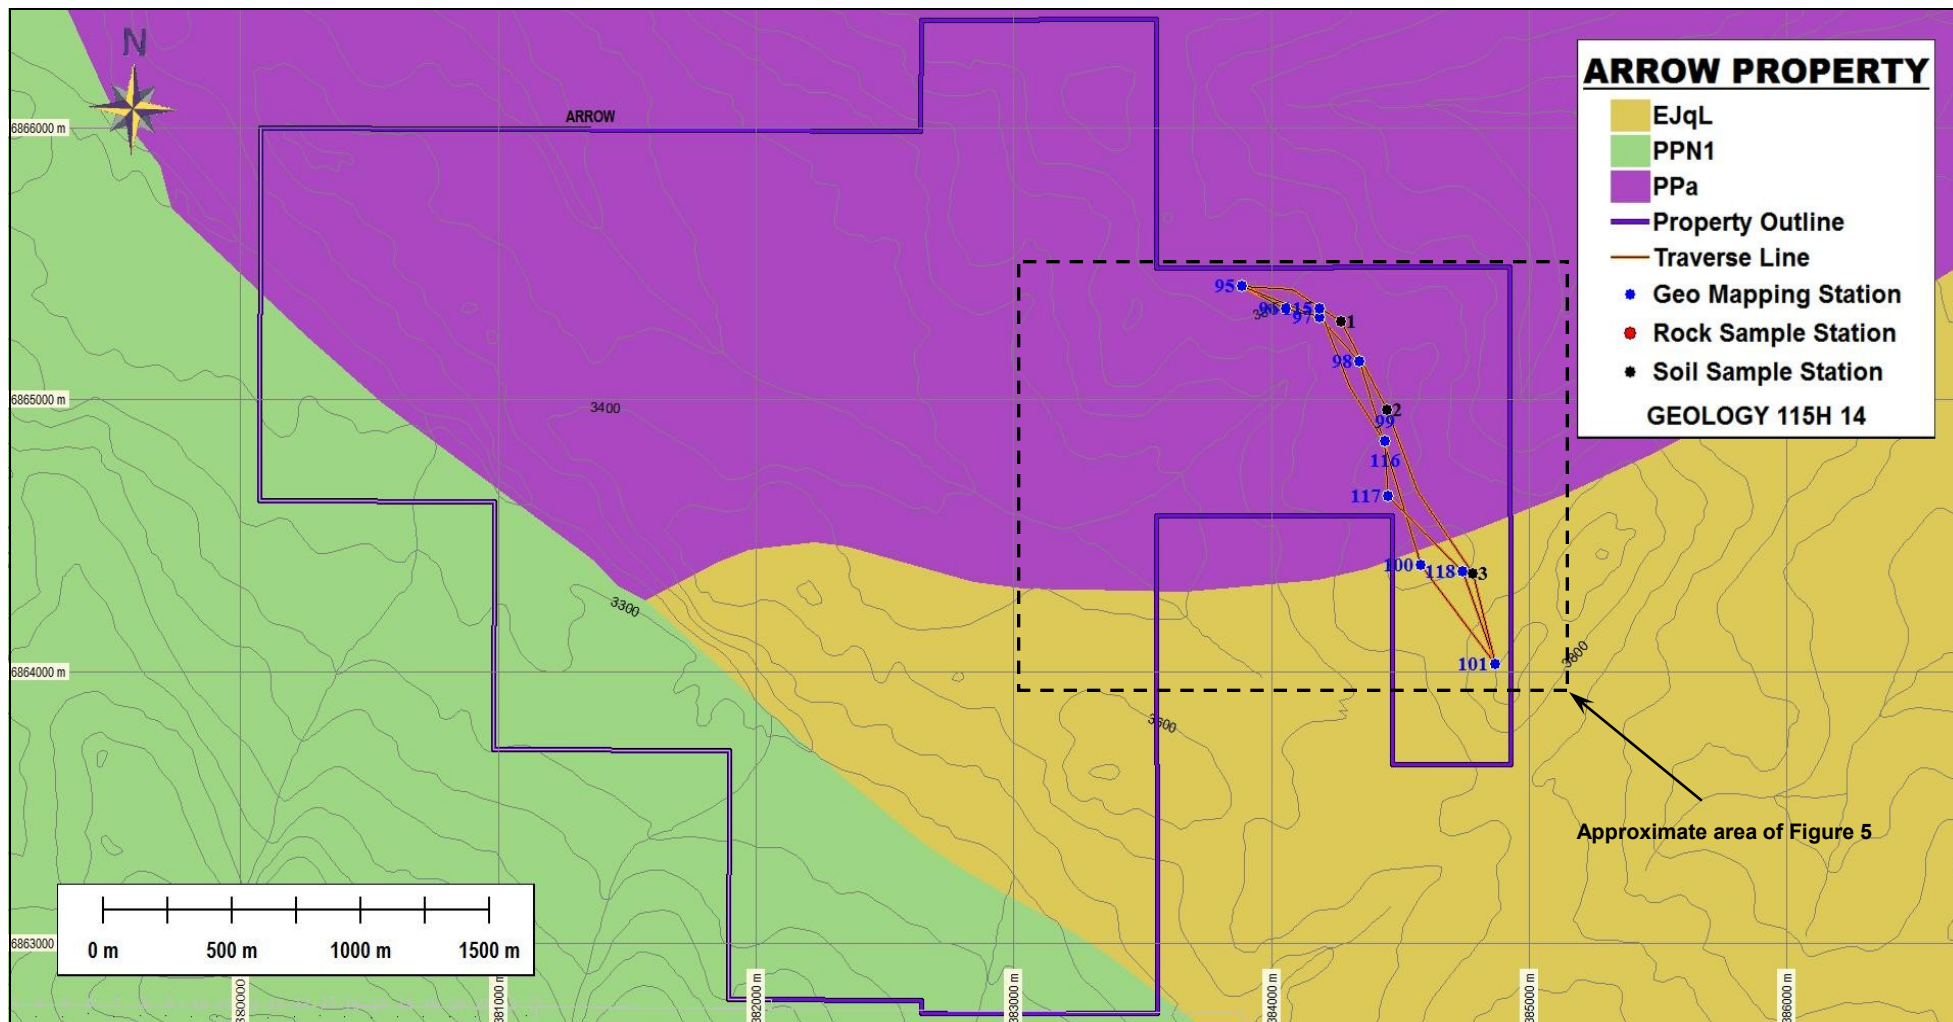 N
ARROW PROPERTY
EJqL
PPN1
PPa
Property Outline
Traverse Line
Geo Mapping Station
Rock Sample Station
Soil Sample Station
GEOLOGY 115H 14
ARROW
6866000 m
95
97
1
98
6865000 m
3400
2
99
116
117
100
118
3
3300
101
3800
6864000 m
3600
Approximate area of Figure 5
6863000
0 m 500 m 1000 m 1500 m
380000
381000 m
382000 m
383000 m
384000 m
385000 m
386000 m